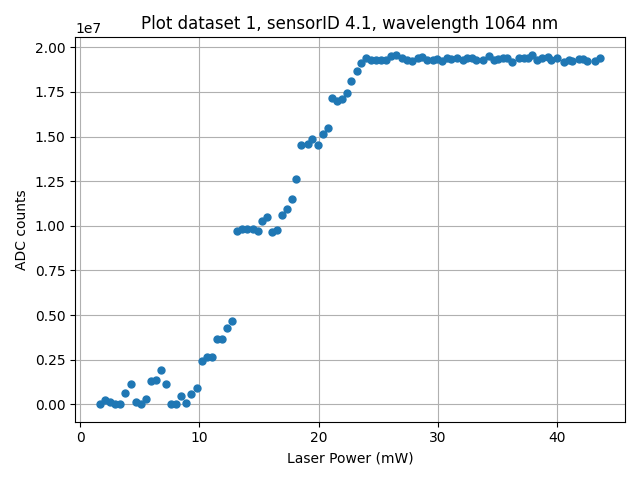 Plot dataset 1, sensorID 4.1, wavelength 1064 nm
1e7
2.00
1.75
1.50
1.25
1.00
0.75
0.50
0.25
0.00
ADC counts
0 10 20 30 40
Laser Power (mW)